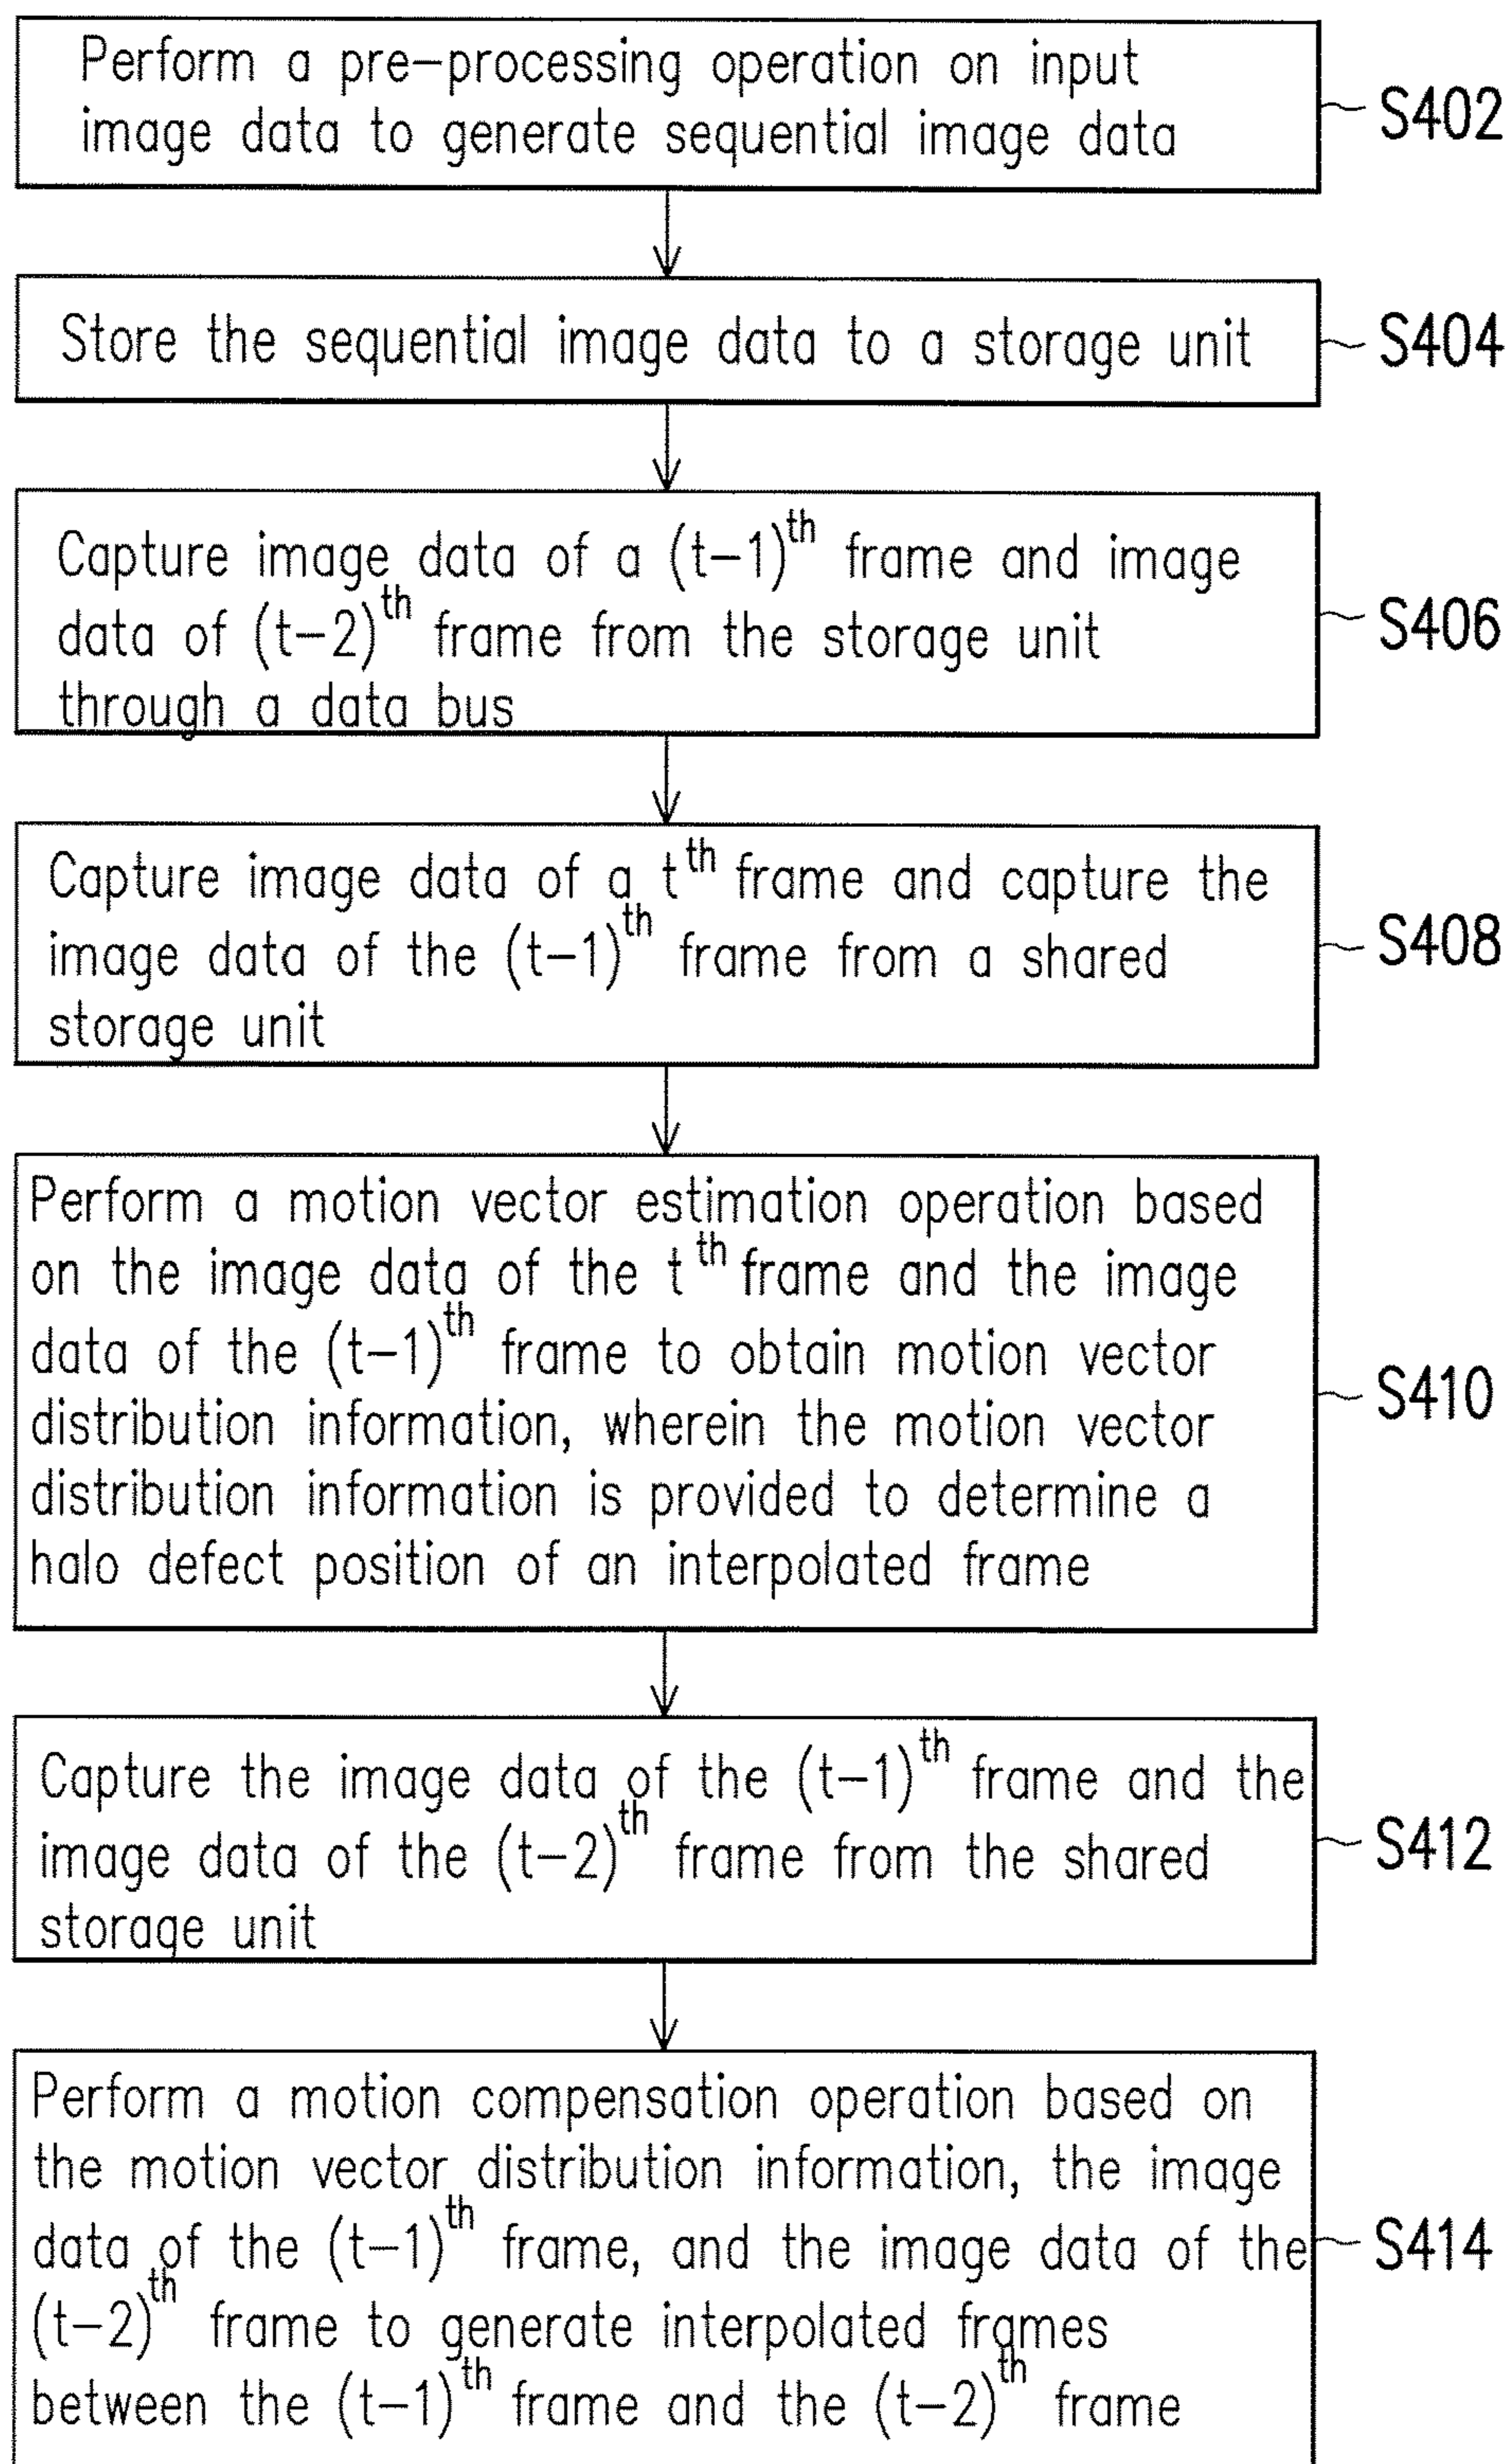 Perform a pre-processing operation on input
image data to generate sequential image data
S402
Store the sequential image data to a storage unit
S404
Capture image data of a (t-1)th frame and image
data of (t-2)th frame from the storage unit
through a data bus
S406
Capture image data of a tth frame and capture the
image data of the (t-1)th frame from a shared
storage unit
S408
Perform a motion vector estimation operation based
on the image data of the tth frame and the image
data of the (t-1)th frame to obtain motion vector
distribution information, wherein the motion vector
distribution information is provided to determine a
halo defect position of an interpolated frame
S410
Capture the image data of the (t-1)th frame and the
image data of the (t-2)th frame from the shared
storage unit
S412
Perform a motion compensation operation based on
the motion vector distribution information, the image
data of the (t-1)th frame, and the image data of the
(t-2)th frame to generate interpolated frames
between the (t-1)th frame and the (t-2)th frame
S414